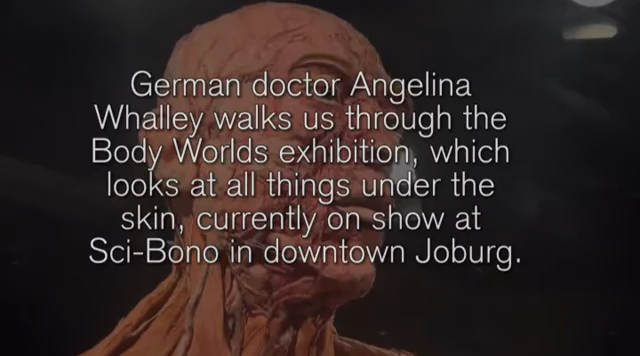 German doctor Angelina
Whalley walks us through the
Body Worlds exhibition, which
looks at all things under the
skin, currently on show at
Sci-Bono in downtown Joburg.